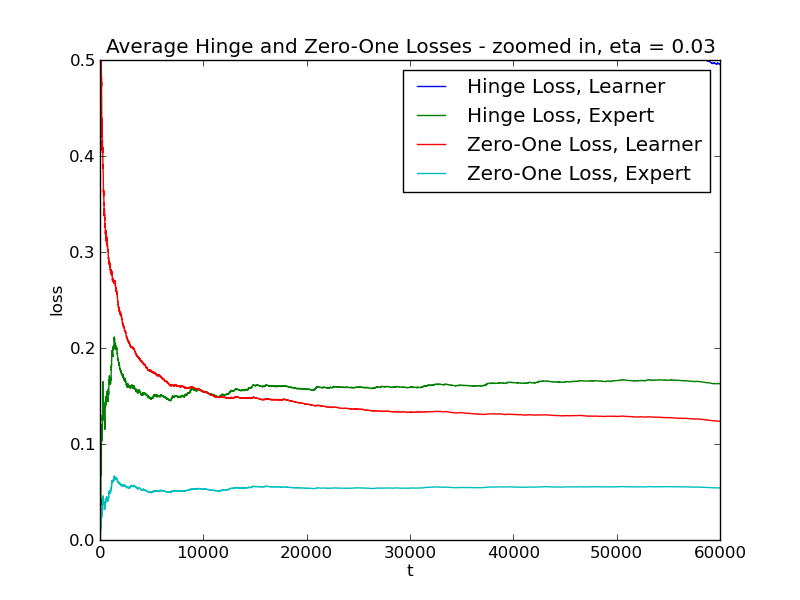 Average Hinge and Zero-One Losses - zoomed in, eta = 0.03
0.5
0.4
0.3
0.2
0.1
0.0
loss
Hinge Loss, Learner
Hinge Loss, Expert
Zero-One Loss, Learner
Zero-One Loss, Expert
0 10000 20000 30000 40000 50000 60000
t